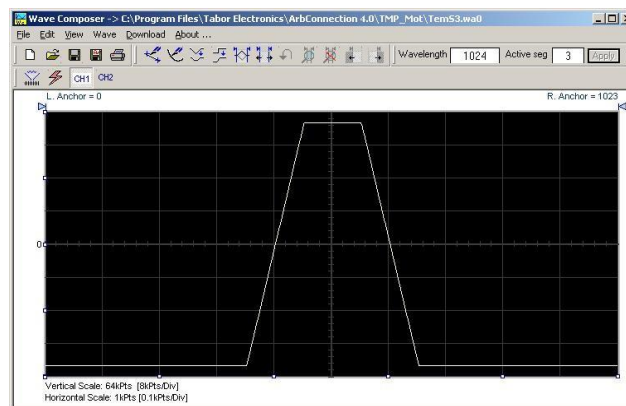 Wave Composer -> C:\Program Files\Tabor Electronics\ArbConnection 4.0\TMP_Mot\TemS3.wa0
File Edit View Wave Download About ...
Wavelength 1024 Active seg 3 Apply
CH1 CH2
L. Anchor = 0 R. Anchor = 1023
0
Vertical Scale: 64kPts [8kPts/Div]
Horizontal Scale: 1kPts [0.1kPts/Div]